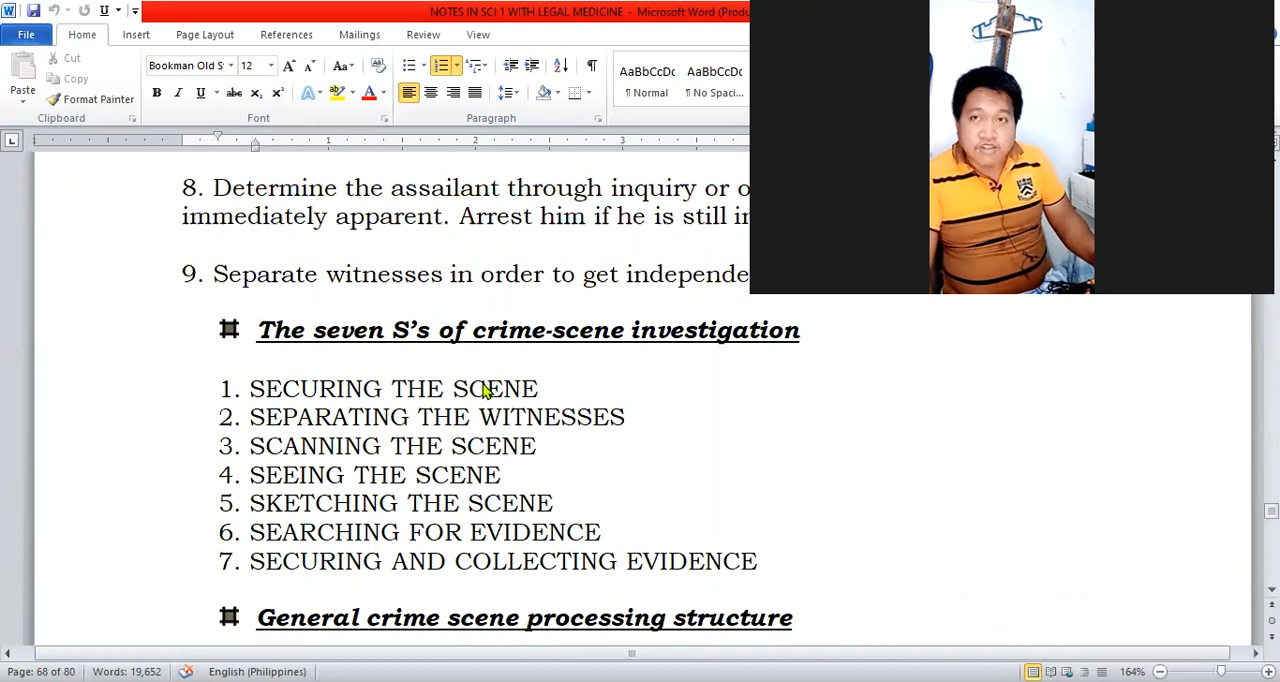 NOTES IN SCI 1 WITH LEGAL MEDICINE - Microsoft Word (Produ
File Home Insert Page Layout References Mailings Review View
Cut
Copy
Format Painter
Paste
Bookman Old S 12
AaBbCcDc AaBbCcDc
¶ Normal ¶ No Spaci...
Clipboard Font Paragraph
8. Determine the assailant through inquiry or o
immediately apparent. Arrest him if he is still in
9. Separate witnesses in order to get independe
The seven S’s of crime-scene investigation
1. SECURING THE SCENE
2. SEPARATING THE WITNESSES
3. SCANNING THE SCENE
4. SEEING THE SCENE
5. SKETCHING THE SCENE
6. SEARCHING FOR EVIDENCE
7. SECURING AND COLLECTING EVIDENCE
General crime scene processing structure
Page: 68 of 80 Words: 19,652 English (Philippines) 164%